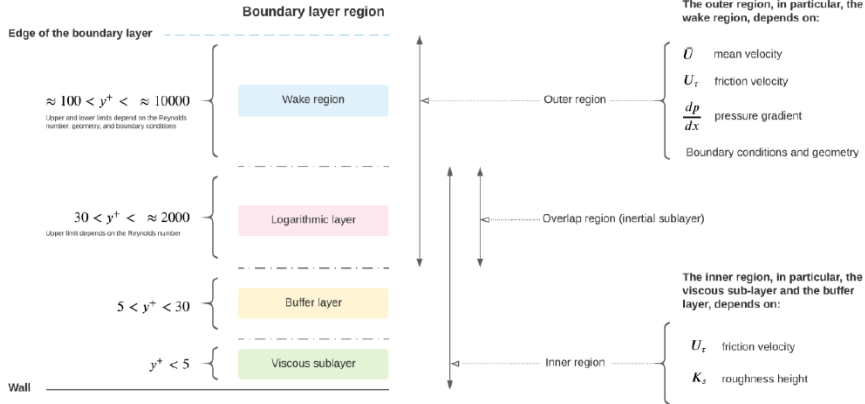 Boundary layer region
Edge of the boundary layer
≈ 100 < y⁺ < ≈ 10000
Upper and lower limits depend on the Reynolds
number, geometry, and boundary conditions
Wake region
30 < y⁺ < ≈ 2000
Upper limit depends on the Reynolds number
Logarithmic layer
5 < y⁺ < 30
Buffer layer
y⁺ < 5
Viscous sublayer
Wall
Outer region
Overlap region (inertial sublayer)
Inner region
The outer region, in particular, the
wake region, depends on:
Ū mean velocity
U_τ friction velocity
dp/dx pressure gradient
Boundary conditions and geometry
The inner region, in particular, the
viscous sub-layer and the buffer
layer, depends on:
U_τ friction velocity
K_s roughness height